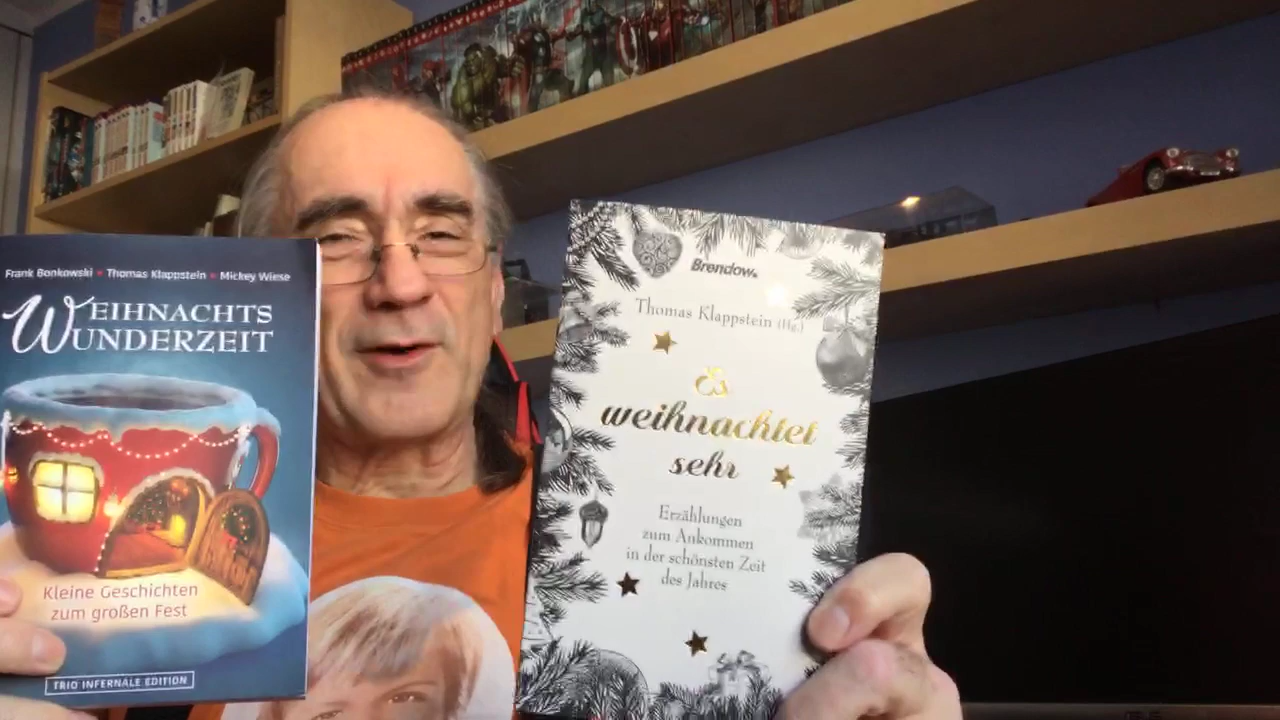 Frank Bonkowski • Thomas Klappstein • Mickey Wiese
WEIHNACHTS
WUNDERZEIT
Kleine Geschichten
zum großen Fest
TRIO INFERNALE EDITION
Brendow.
Thomas Klappstein (Hg.)
Es
weihnachtet
sehr
Erzählungen
zum Ankommen
in der schönsten Zeit
des Jahres